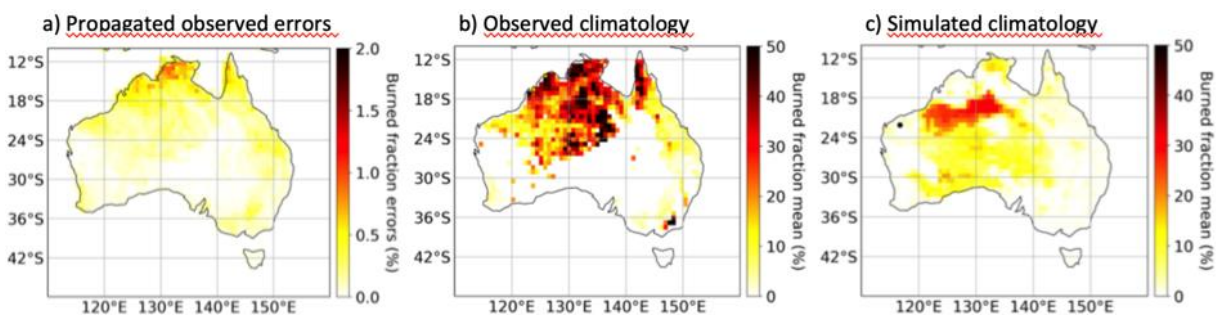 a) Propagated observed errors
b) Observed climatology
c) Simulated climatology
12°S
18°S
24°S
30°S
36°S
42°S
120°E 130°E 140°E 150°E
2.0
1.5
1.0
0.5
0.0
Burned fraction errors (%)
12°S
18°S
24°S
30°S
36°S
42°S
120°E 130°E 140°E 150°E
50
40
30
20
10
0
Burned fraction mean (%)
12°S
18°S
24°S
30°S
36°S
42°S
120°E 130°E 140°E 150°E
50
40
30
20
10
0
Burned fraction mean (%)